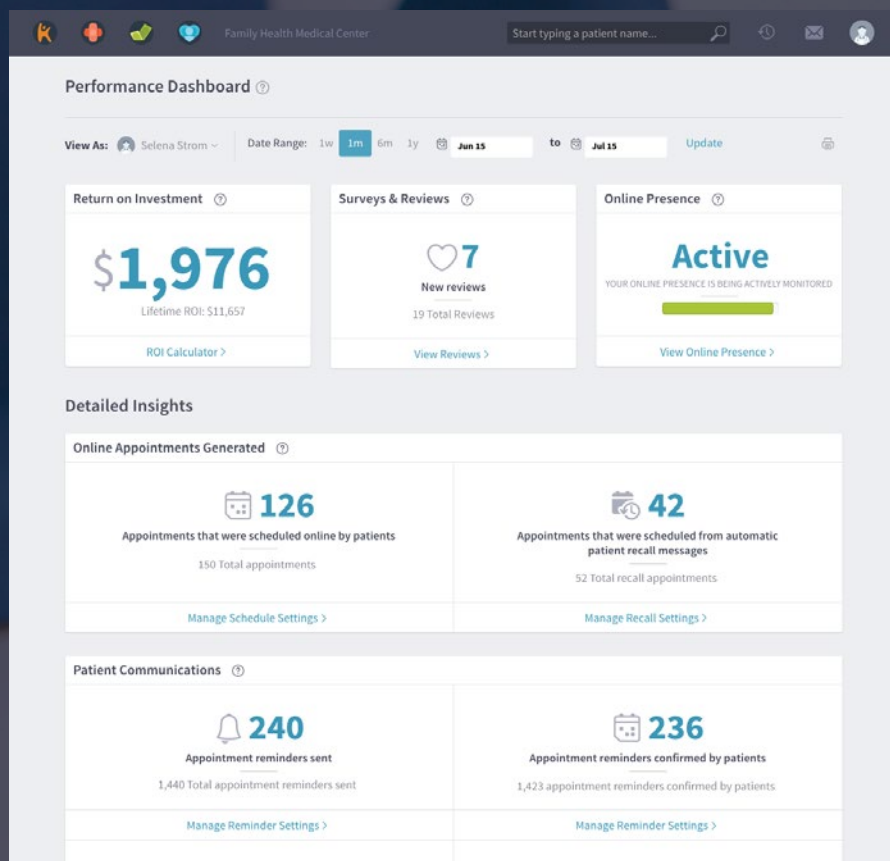 Family Health Medical Center
Start typing a patient name...
Performance Dashboard ?
View As: Selena Strom
Date Range: 1w 1m 6m 1y Jun 15 to Jul 15 Update
Return on Investment ?
$1,976
Lifetime ROI: $11,657
ROI Calculator >
Surveys & Reviews ?
7
New reviews
19 Total Reviews
View Reviews >
Online Presence ?
Active
YOUR ONLINE PRESENCE IS BEING ACTIVELY MONITORED
View Online Presence >
Detailed Insights
Online Appointments Generated ?
126
Appointments that were scheduled online by patients
150 Total appointments
Manage Schedule Settings >
42
Appointments that were scheduled from automatic
patient recall messages
52 Total recall appointments
Manage Recall Settings >
Patient Communications ?
240
Appointment reminders sent
1,440 Total appointment reminders sent
Manage Reminder Settings >
236
Appointment reminders confirmed by patients
1,423 appointment reminders confirmed by patients
Manage Reminder Settings >